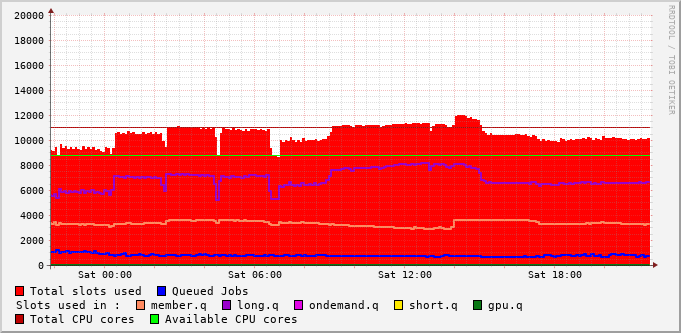 RRDTOOL / TOBI OETIKER
20000
18000
16000
14000
12000
10000
8000
6000
4000
2000
0
Sat 00:00 Sat 06:00 Sat 12:00 Sat 18:00
Total slots used Queued Jobs
Slots used in : member.q long.q ondemand.q short.q gpu.q
Total CPU cores Available CPU cores